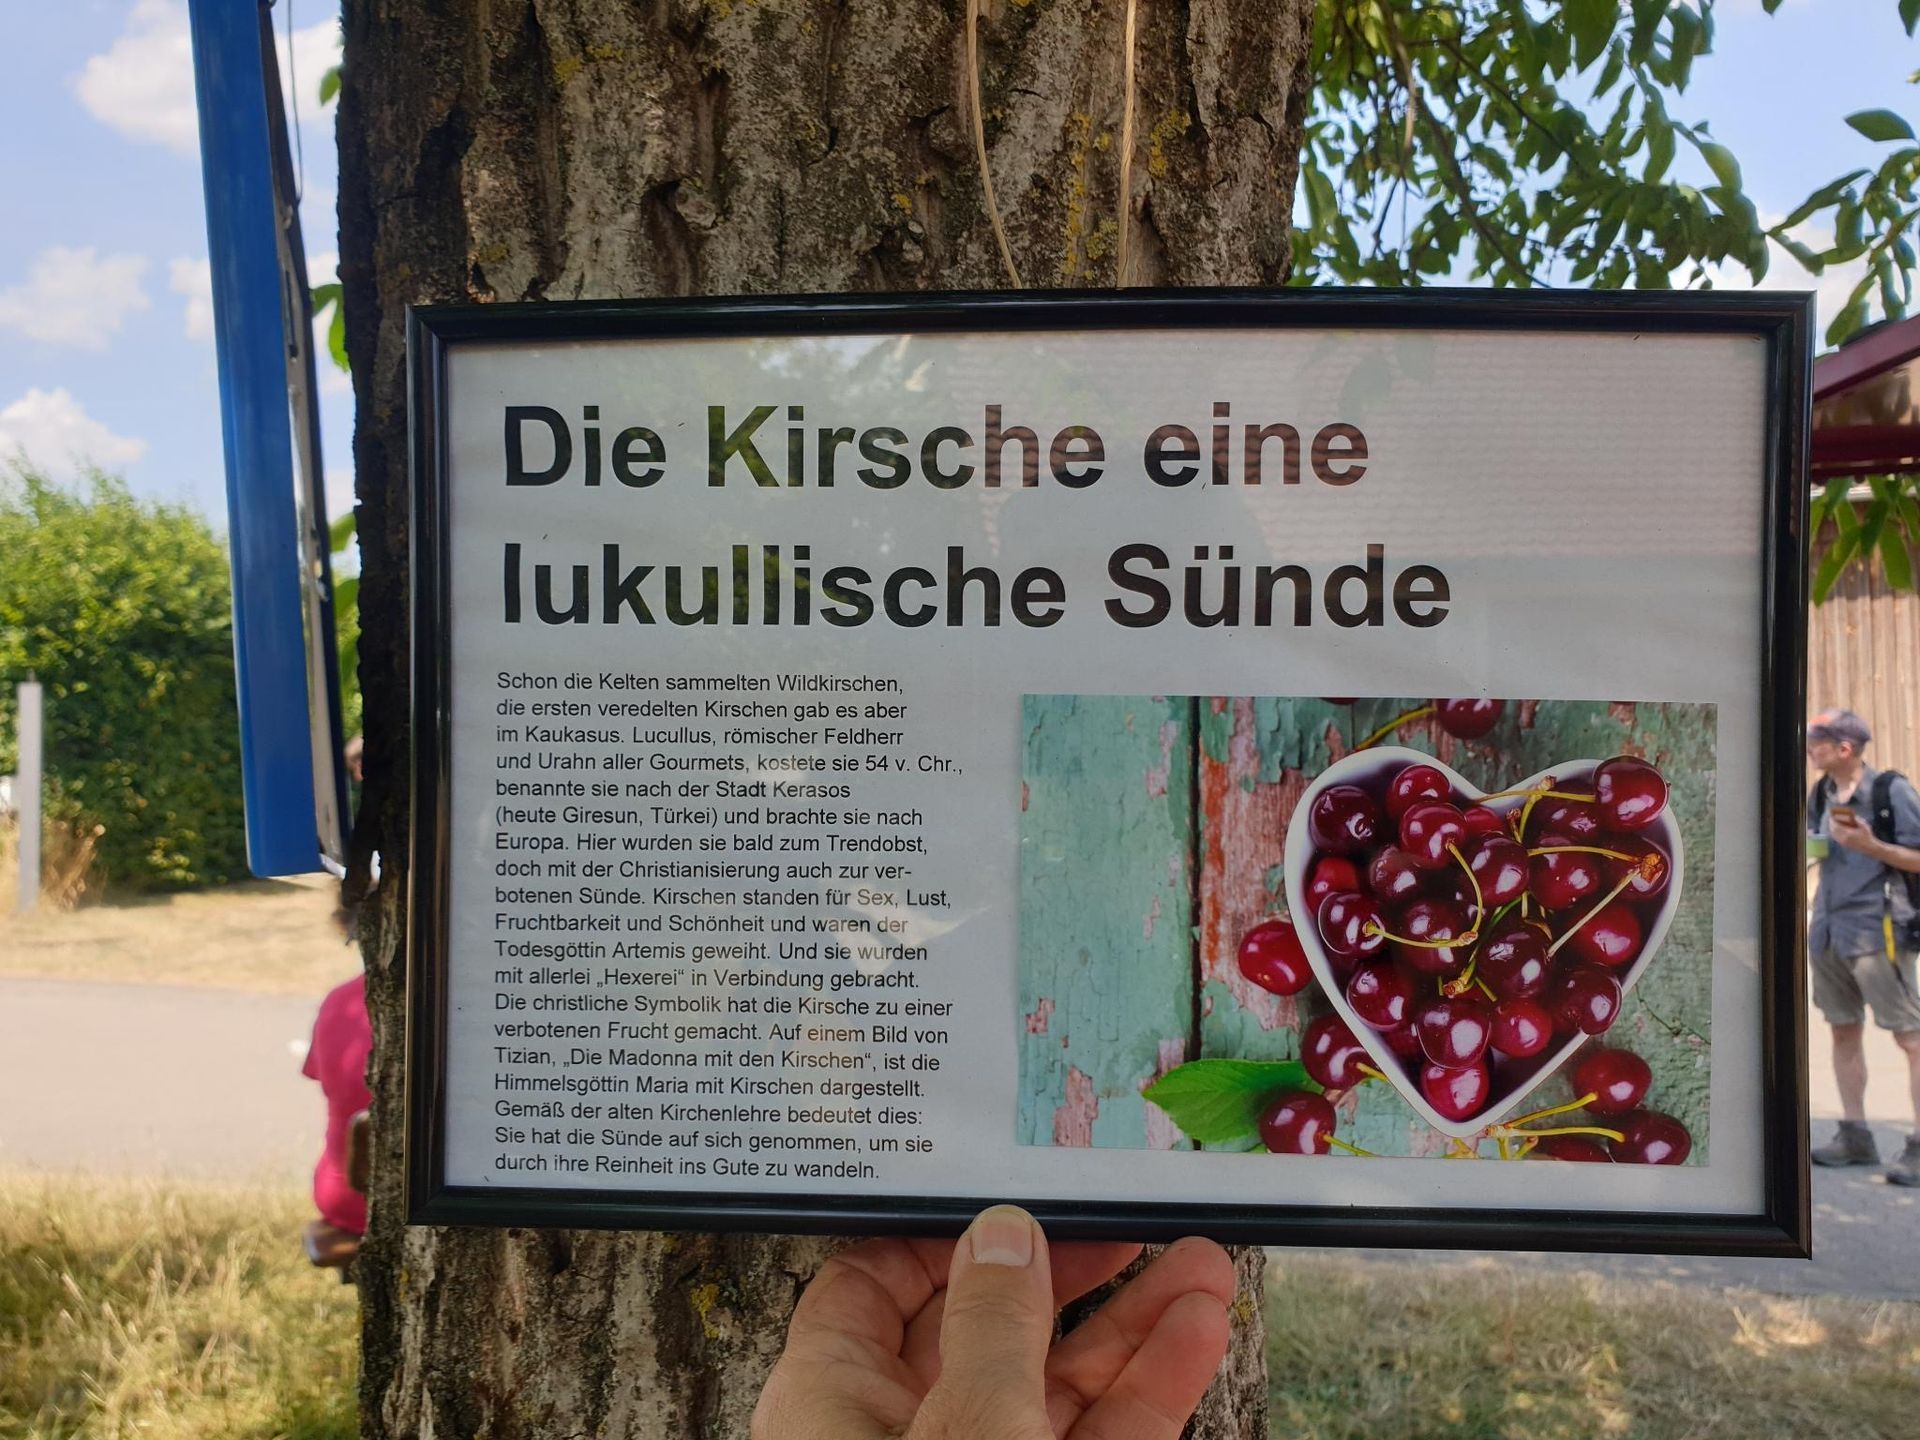 Die Kirsche eine
lukullische Sünde
Schon die Kelten sammelten Wildkirschen,
die ersten veredelten Kirschen gab es aber
im Kaukasus. Lucullus, römischer Feldherr
und Urahn aller Gourmets, kostete sie 54 v. Chr.,
benannte sie nach der Stadt Kerasos
(heute Giresun, Türkei) und brachte sie nach
Europa. Hier wurden sie bald zum Trendobst,
doch mit der Christianisierung auch zur ver-
botenen Sünde. Kirschen standen für Sex, Lust,
Fruchtbarkeit und Schönheit und waren der
Todesgöttin Artemis geweiht. Und sie wurden
mit allerlei „Hexerei“ in Verbindung gebracht.
Die christliche Symbolik hat die Kirsche zu einer
verbotenen Frucht gemacht. Auf einem Bild von
Tizian, „Die Madonna mit den Kirschen“, ist die
Himmelsgöttin Maria mit Kirschen dargestellt.
Gemäß der alten Kirchenlehre bedeutet dies:
Sie hat die Sünde auf sich genommen, um sie
durch ihre Reinheit ins Gute zu wandeln.